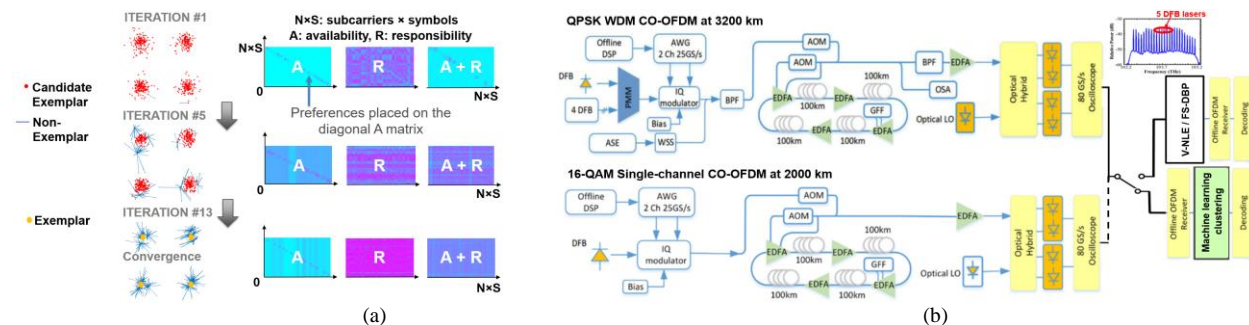 N×S: subcarriers × symbols
A: availability, R: responsibility
ITERATION #1
N×S
A
R
A + R
0
Candidate
Exemplar
Non-
Exemplar
ITERATION #5
Preferences placed on the
diagonal A matrix
A
R
A + R
0
Exemplar
ITERATION #13
Convergence
A
R
A + R
0
N×S
(a)
QPSK WDM CO-OFDM at 3200 km
Offline
DSP
AWG
2 Ch 25GS/s
DFB
4 DFB
PMM
IQ
modulator
Bias
ASE
WSS
BPF
AOM
AOM
EDFA
100km
EDFA
100km
GFF
100km
EDFA
100km
EDFA
BPF
EDFA
OSA
Optical LO
Optical
Hybrid
80 GS/s
Oscilloscope
5 DFB lasers
Frequency (THz)
V-NLE / FS-DBP
Offline OFDM
Receiver
Decoding
16-QAM Single-channel CO-OFDM at 2000 km
Offline
DSP
AWG
2 Ch 25GS/s
DFB
IQ
modulator
Bias
AOM
AOM
EDFA
100km
EDFA
100km
GFF
100km
EDFA
100km
EDFA
EDFA
Optical LO
Optical
Hybrid
80 GS/s
Oscilloscope
Offline OFDM
Receiver
Machine learning
clustering
Decoding
(b)